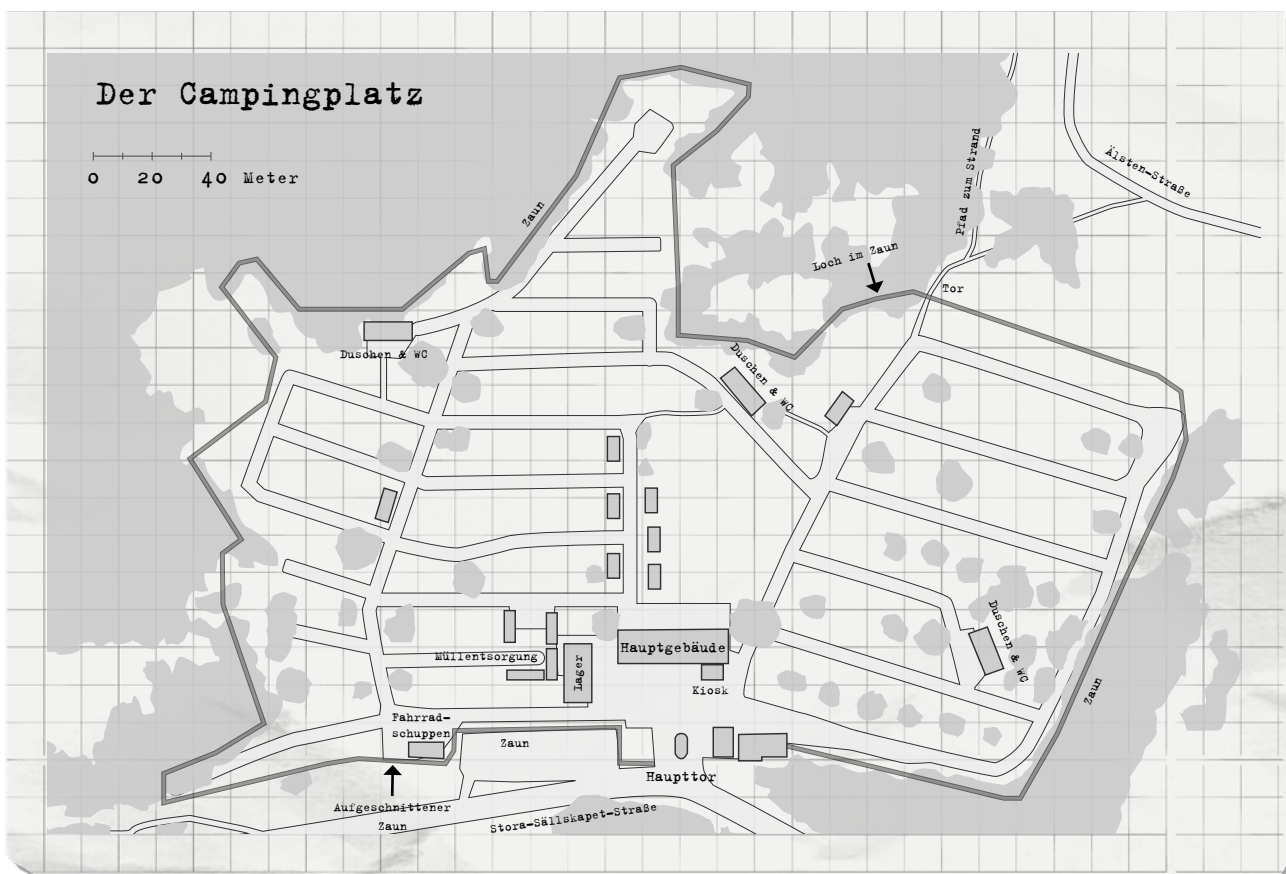 Der Campingplatz
0 20 40 Meter
Älsten-Straße
Pfad zum Strand
Zaun
Loch im Zaun
Tor
Duschen & WC
Duschen & WC
Duschen & WC
Müllentsorgung
Lager
Hauptgebäude
Kiosk
Zaun
Fahrrad-
schuppen
Zaun
Haupttor
Aufgeschnittener
Zaun
Stora-Sällskapet-Straße